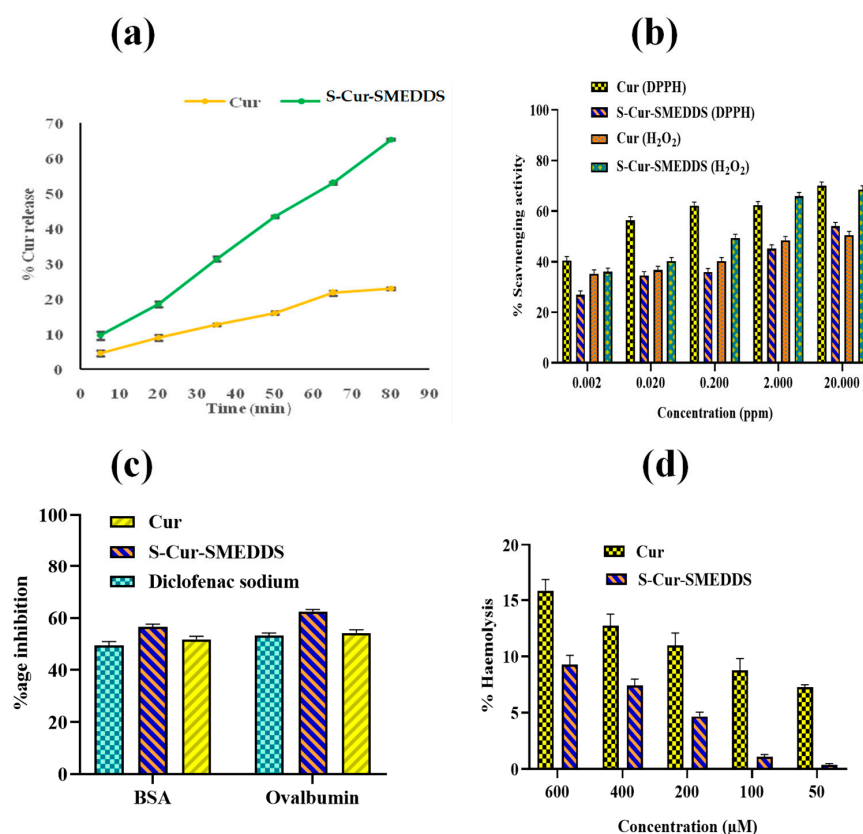 (a)
Cur
S-Cur-SMEDDS
% Cur release
70
60
50
40
30
20
10
0
0 10 20 30 40 50 60 70 80 90
Time (min)
(b)
Cur (DPPH)
S-Cur-SMEDDS (DPPH)
Cur (H₂O₂)
S-Cur-SMEDDS (H₂O₂)
% Scavnenging activity
100
80
60
40
20
0
0.002 0.020 0.200 2.000 20.000
Concentration (ppm)
(c)
Cur
S-Cur-SMEDDS
Diclofenac sodium
%age inhibition
100
80
60
40
20
0
BSA Ovalbumin
(d)
Cur
S-Cur-SMEDDS
% Haemolysis
20
15
10
5
0
600 400 200 100 50
Concentration (µM)